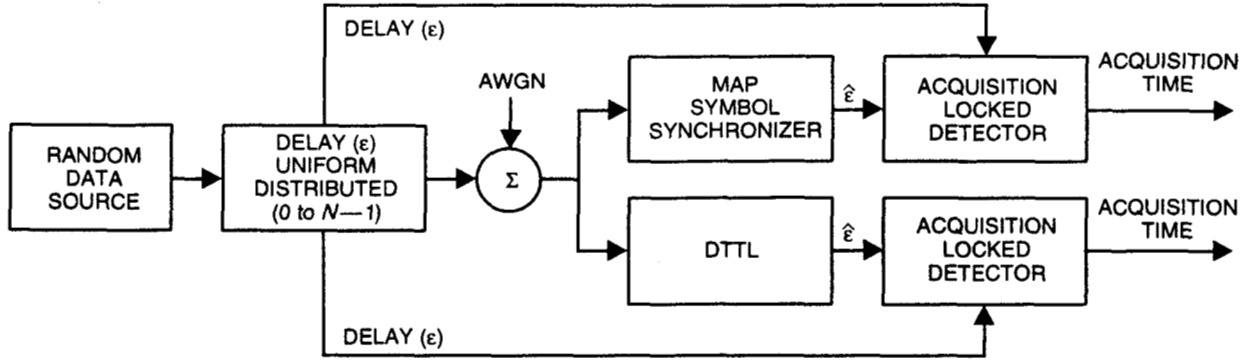 DELAY (ε)
RANDOM
DATA
SOURCE
DELAY (ε)
UNIFORM
DISTRIBUTED
(0 to N—1)
AWGN
Σ
MAP
SYMBOL
SYNCHRONIZER
ε̂
ACQUISITION
LOCKED
DETECTOR
ACQUISITION
TIME
DTTL
ε̂
ACQUISITION
LOCKED
DETECTOR
ACQUISITION
TIME
DELAY (ε)